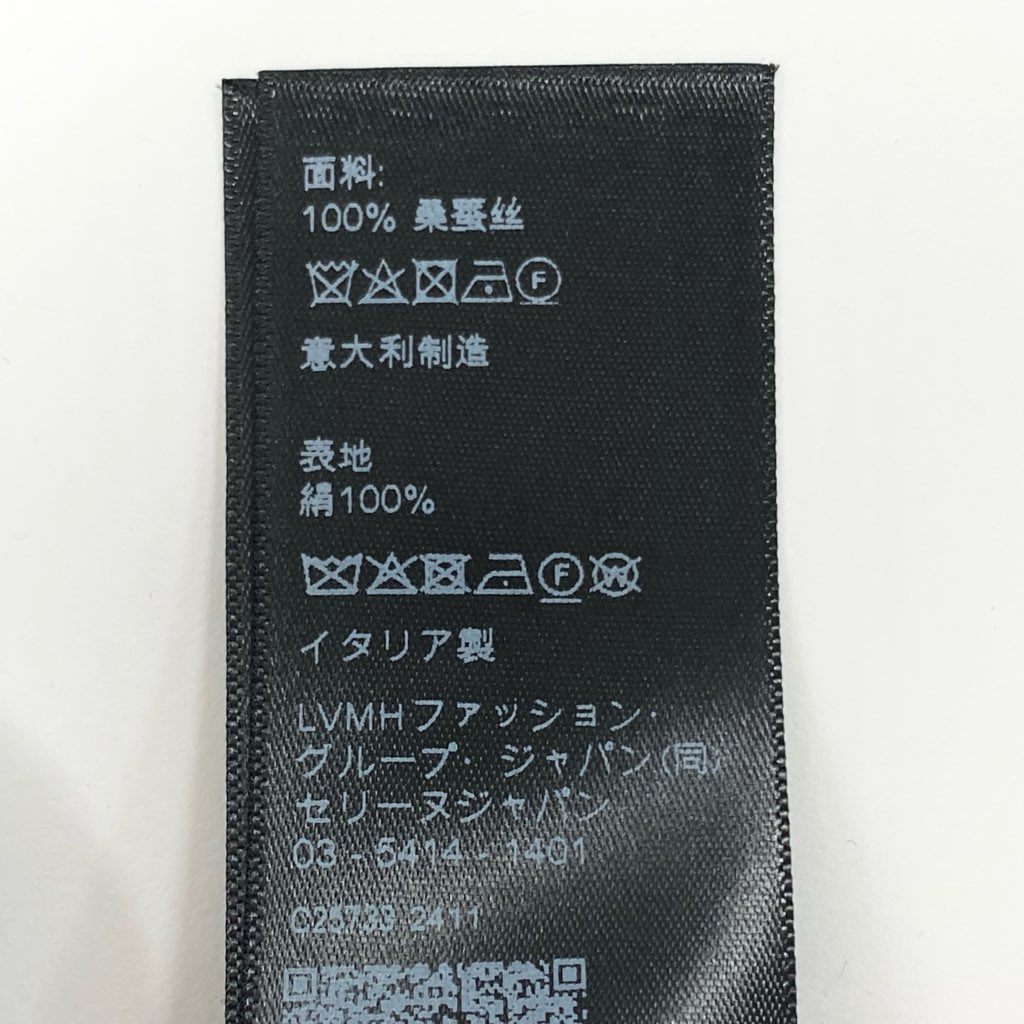 面料:
100% 桑蚕丝
F
意大利制造
表地
絹100%
F W
イタリア製
LVMHファッション・
グループ・ジャパン(同)
セリーヌジャパン
03-5414-1401
C25733 2411